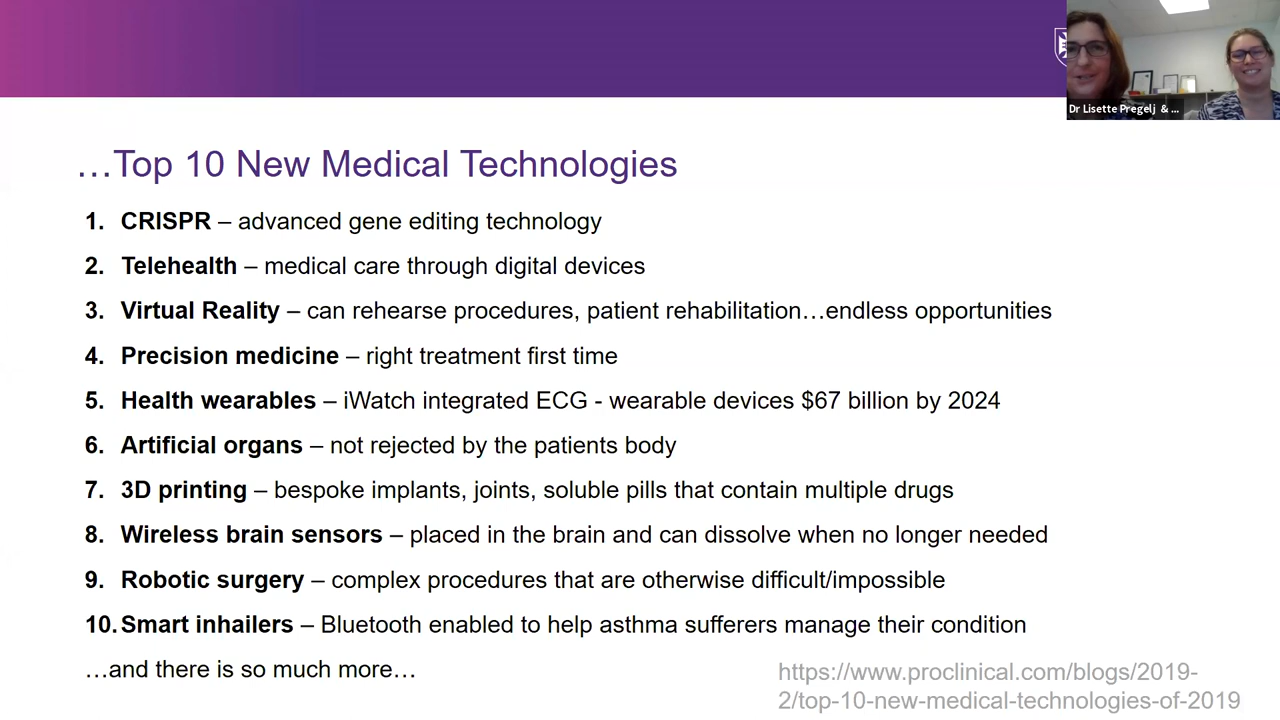 Dr Lisette Pregelj & ...
…Top 10 New Medical Technologies
1. CRISPR – advanced gene editing technology
2. Telehealth – medical care through digital devices
3. Virtual Reality – can rehearse procedures, patient rehabilitation…endless opportunities
4. Precision medicine – right treatment first time
5. Health wearables – iWatch integrated ECG - wearable devices $67 billion by 2024
6. Artificial organs – not rejected by the patients body
7. 3D printing – bespoke implants, joints, soluble pills that contain multiple drugs
8. Wireless brain sensors – placed in the brain and can dissolve when no longer needed
9. Robotic surgery – complex procedures that are otherwise difficult/impossible
10. Smart inhailers – Bluetooth enabled to help asthma sufferers manage their condition
…and there is so much more…
https://www.proclinical.com/blogs/2019-
2/top-10-new-medical-technologies-of-2019